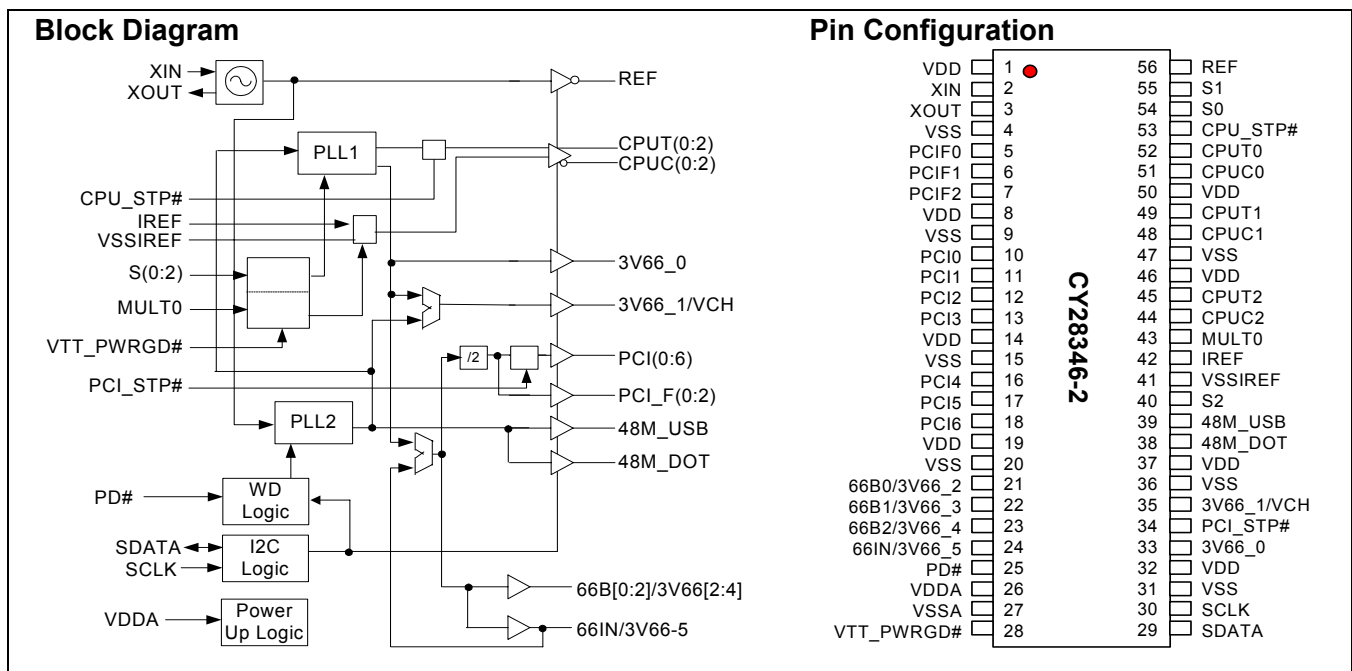 Block Diagram
XIN
XOUT
REF
PLL1
CPUT(0:2)
CPUC(0:2)
CPU_STP#
IREF
VSSIREF
S(0:2)
3V66_0
MULT0
3V66_1/VCH
VTT_PWRGD#
/2
PCI(0:6)
PCI_STP#
PCI_F(0:2)
PLL2
48M_USB
48M_DOT
PD#
WD
Logic
SDATA
SCLK
I2C
Logic
66B[0:2]/3V66[2:4]
VDDA
Power
Up Logic
66IN/3V66-5
Pin Configuration
CY28346-2
VDD 1 56 REF
XIN 2 55 S1
XOUT 3 54 S0
VSS 4 53 CPU_STP#
PCIF0 5 52 CPUT0
PCIF1 6 51 CPUC0
PCIF2 7 50 VDD
VDD 8 49 CPUT1
VSS 9 48 CPUC1
PCI0 10 47 VSS
PCI1 11 46 VDD
PCI2 12 45 CPUT2
PCI3 13 44 CPUC2
VDD 14 43 MULT0
VSS 15 42 IREF
PCI4 16 41 VSSIREF
PCI5 17 40 S2
PCI6 18 39 48M_USB
VDD 19 38 48M_DOT
VSS 20 37 VDD
66B0/3V66_2 21 36 VSS
66B1/3V66_3 22 35 3V66_1/VCH
66B2/3V66_4 23 34 PCI_STP#
66IN/3V66_5 24 33 3V66_0
PD# 25 32 VDD
VDDA 26 31 VSS
VSSA 27 30 SCLK
VTT_PWRGD# 28 29 SDATA